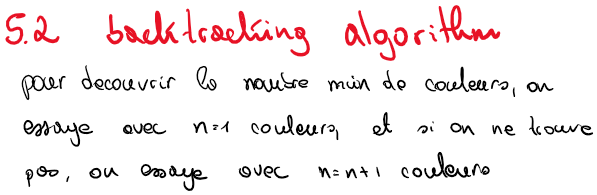 5.2 backtracking algorithm
pour decouvrir le nombre min de couleurs, on
essaye avec n=1 couleurs, et si on ne trouve
pas, on essaye avec n=n+1 couleurs